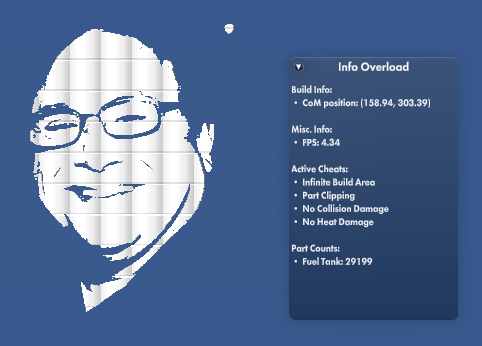 Info Overload
Build Info:
• CoM position: (158.94, 303.39)
Misc. Info:
• FPS: 4.34
Active Cheats:
• Infinite Build Area
• Part Clipping
• No Collision Damage
• No Heat Damage
Part Counts:
• Fuel Tank: 29199